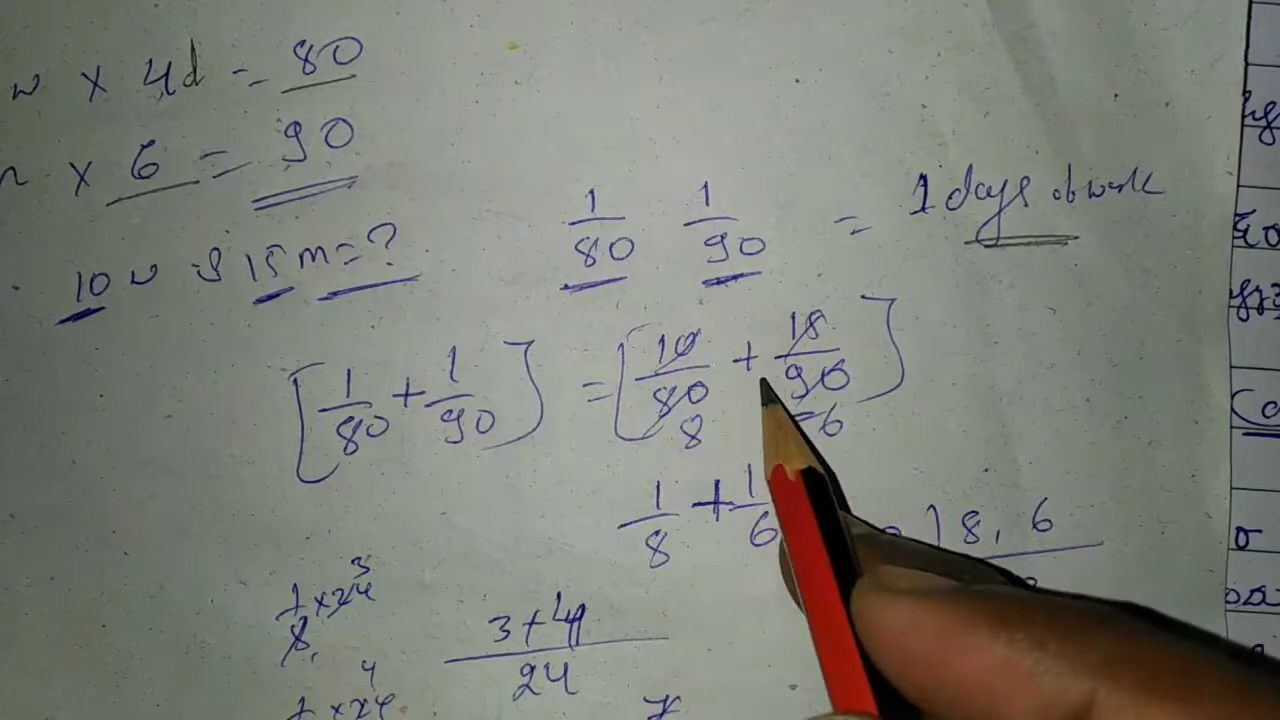 w × 4d = 80
× 6 = 90
10 w 15 m = ?
1/80 1/90 = 1 days of work
[1/80 + 1/90] = [10/80 + 15/90]
8 = 6
1/8 + 1/6
8, 6
1/8 × 24 3
3 + 4 / 24
4
1 × 24